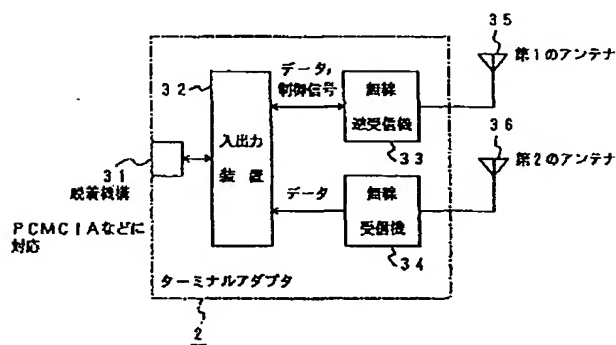 35
第1のアンテナ
32
データ,
制御信号
無線
逆受信機
33
36
第2のアンテナ
入出力
装置
31
脱着機構
PCMCIAなどに
対応
データ
無線
受信機
34
ターミナルアダプタ
2